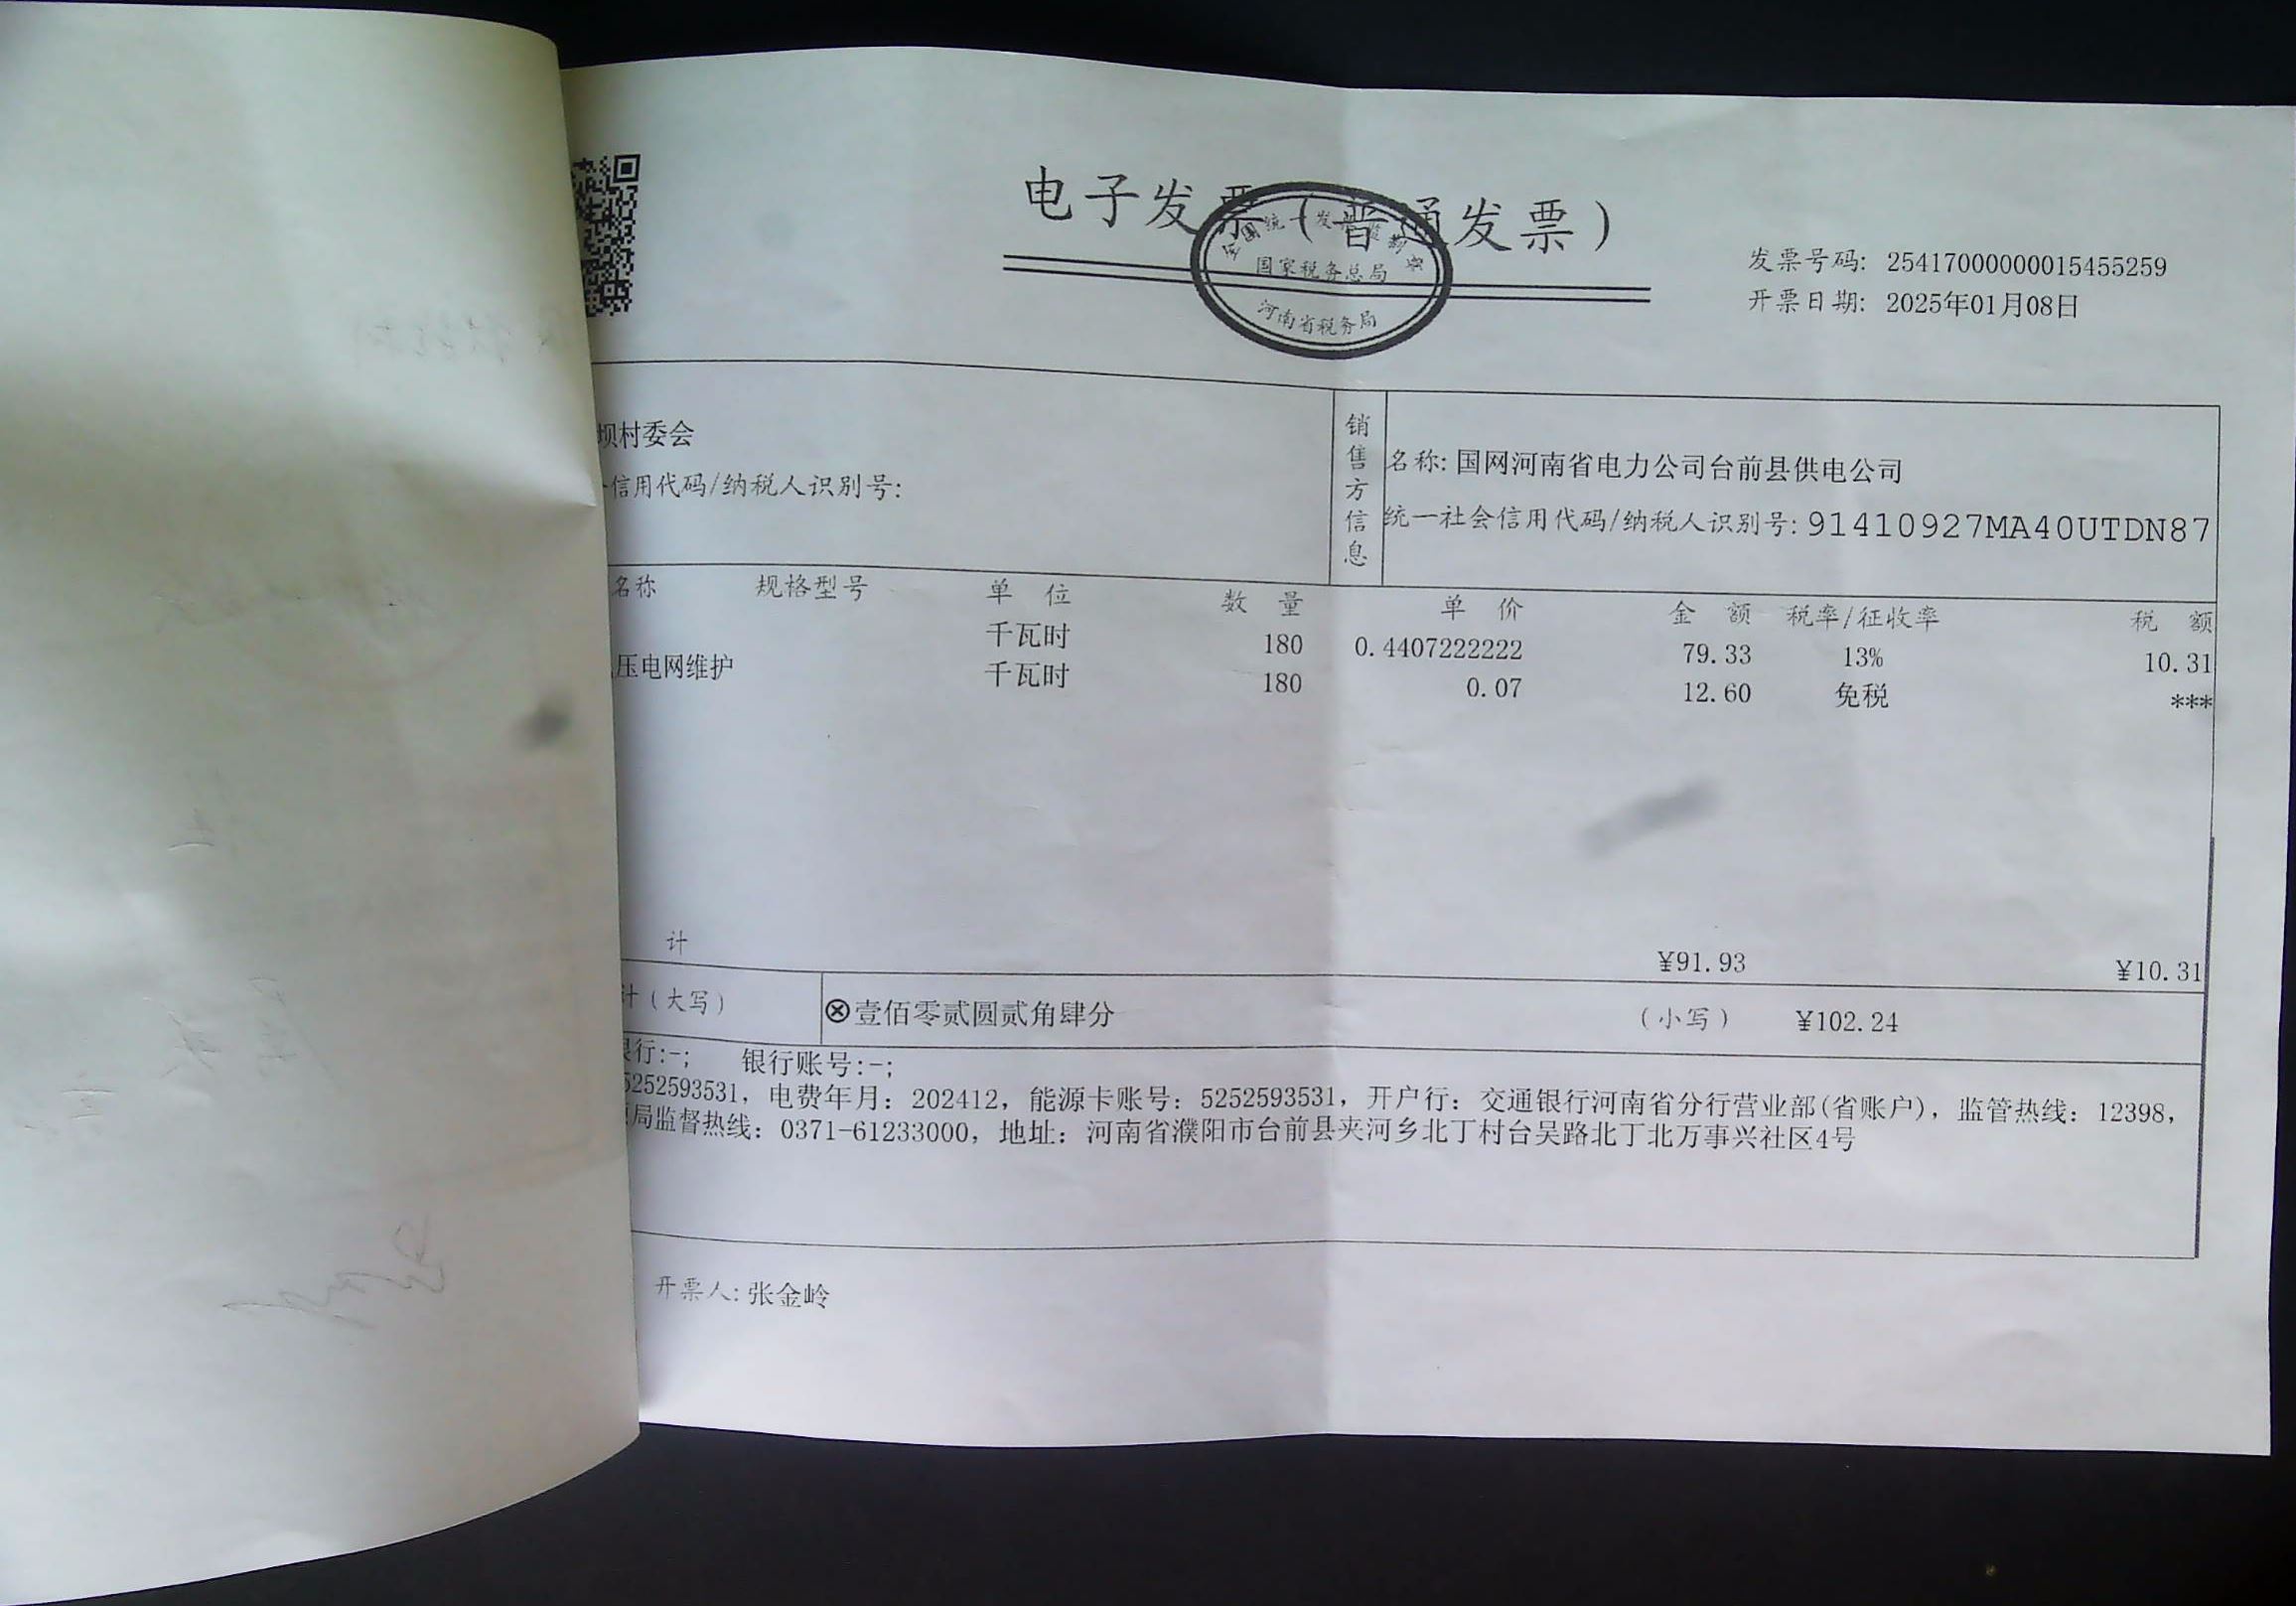 电子发票（普通发票）
全国统一发票监制章
国家税务总局
河南省税务局
发票号码: 25417000000015455259
开票日期: 2025年01月08日
坝村委会
信用代码/纳税人识别号:
销售方信息
名称: 国网河南省电力公司台前县供电公司
统一社会信用代码/纳税人识别号: 91410927MA40UTDN87
名称 规格型号 单 位 数 量 单 价 金 额 税率/征收率 税 额
千瓦时 180 0.4407222222 79.33 13% 10.31
压电网维护 千瓦时 180 0.07 12.60 免税 ***
计 ¥91.93 ¥10.31
计（大写） ⊗壹佰零贰圆贰角肆分 （小写） ¥102.24
行:-; 银行账号:-;
5252593531, 电费年月: 202412, 能源卡账号: 5252593531, 开户行: 交通银行河南省分行营业部(省账户), 监管热线: 12398,
局监督热线: 0371-61233000, 地址: 河南省濮阳市台前县夹河乡北丁村台吴路北丁北万事兴社区4号
开票人: 张金岭